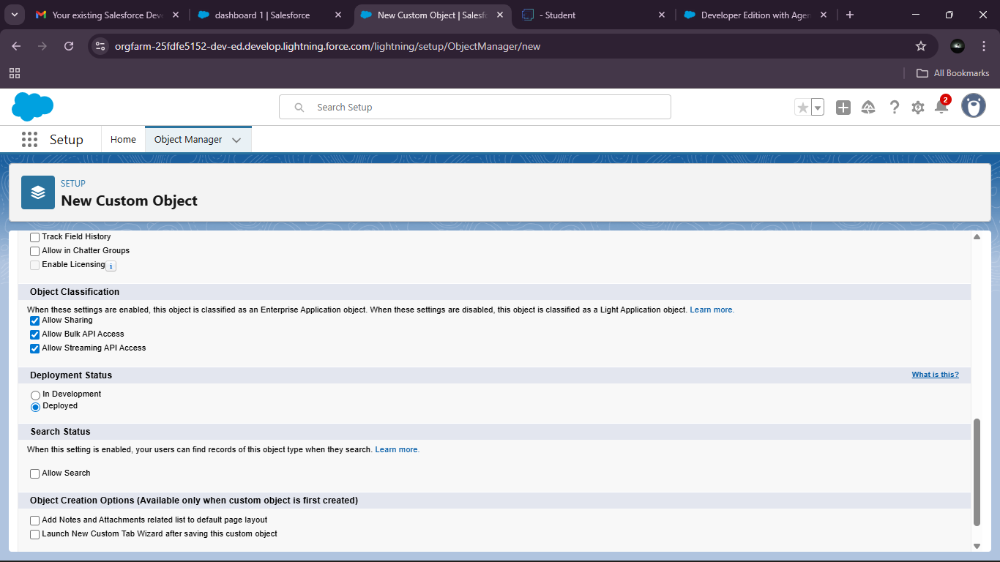 Your existing Salesforce Dev
dashboard 1 | Salesforce
New Custom Object | Salesf
- Student
Developer Edition with Agen
orgfarm-25fdfe5152-dev-ed.develop.lightning.force.com/lightning/setup/ObjectManager/new
All Bookmarks
Search Setup
2
Setup
Home
Object Manager
SETUP
New Custom Object
Track Field History
Allow in Chatter Groups
Enable Licensing i
Object Classification
When these settings are enabled, this object is classified as an Enterprise Application object. When these settings are disabled, this object is classified as a Light Application object. Learn more.
Allow Sharing
Allow Bulk API Access
Allow Streaming API Access
Deployment Status
What is this?
In Development
Deployed
Search Status
When this setting is enabled, your users can find records of this object type when they search. Learn more.
Allow Search
Object Creation Options (Available only when custom object is first created)
Add Notes and Attachments related list to default page layout
Launch New Custom Tab Wizard after saving this custom object